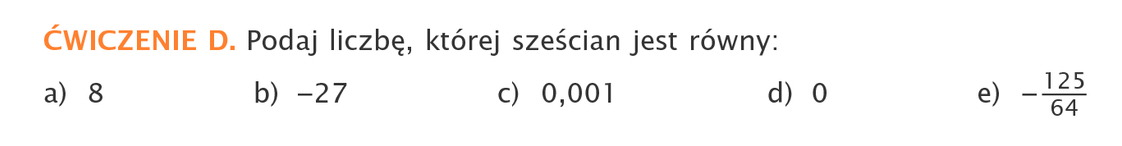 ĆWICZENIE D. Podaj liczbę, której sześcian jest równy:
a) 8 b) −27 c) 0,001 d) 0 e) −125/64